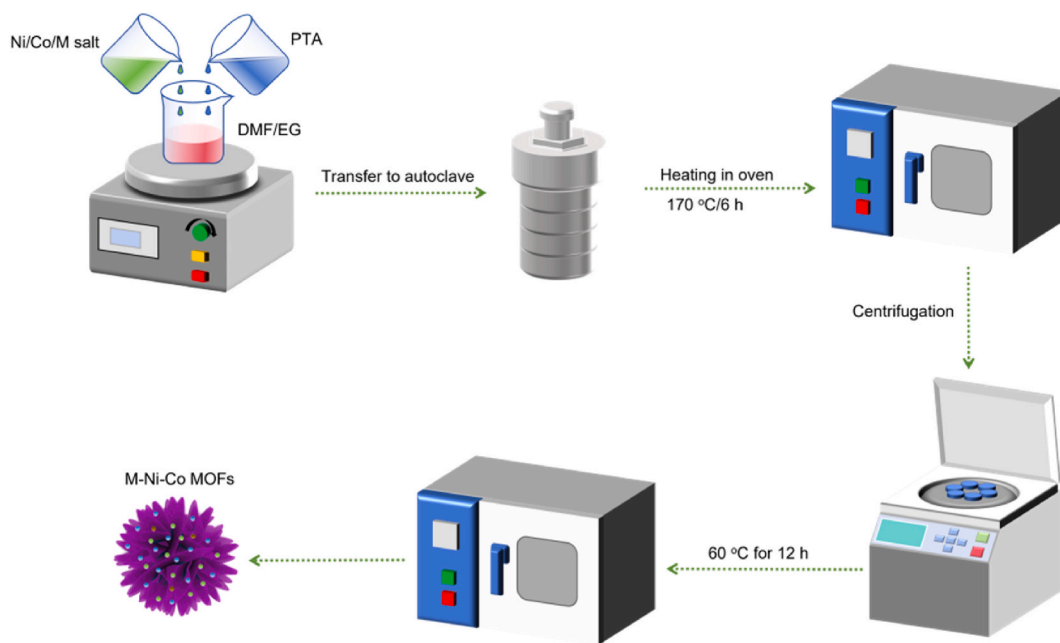 Ni/Co/M salt
PTA
DMF/EG
Transfer to autoclave
Heating in oven
170 °C/6 h
Centrifugation
60 °C for 12 h
M-Ni-Co MOFs